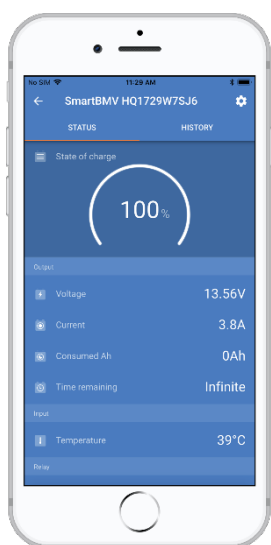 No SIM 11:29 AM
SmartBMV HQ1729W7SJ6
STATUS HISTORY
State of charge
100%
Output
Voltage 13.56V
Current 3.8A
Consumed Ah 0Ah
Time remaining Infinite
Input
Temperature 39°C
Relay